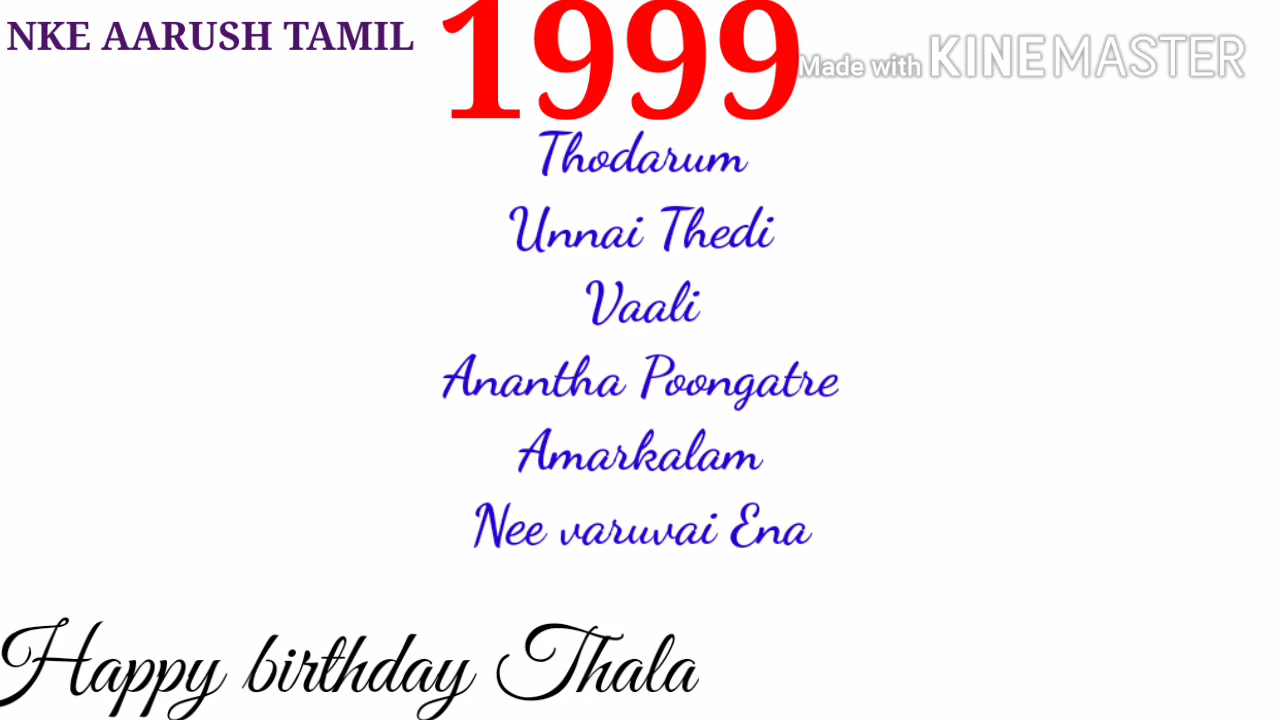 NKE AARUSH TAMIL
1999
Made with KINEMASTER
Thodarum
Unnai Thedi
Vaali
Anantha Poongatre
Amarkalam
Nee varuvai Ena
Happy birthday Thala